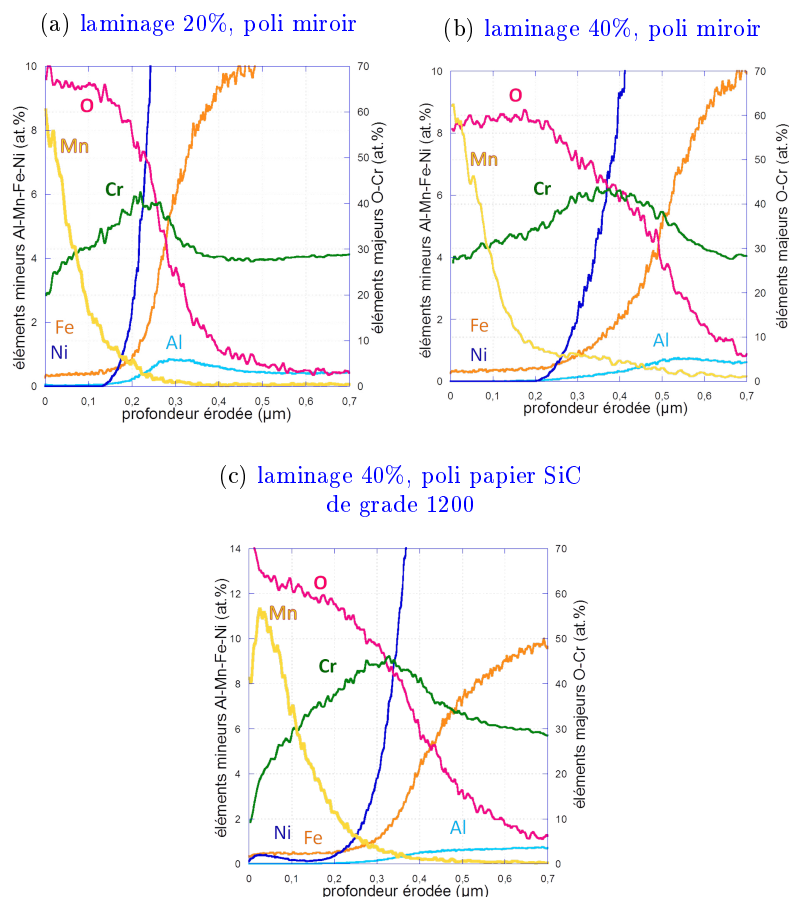 (a) laminage 20%, poli miroir
10
8
6
4
2
0
70
60
50
40
30
20
10
0
0
0,1
0,2
0,3
0,4
0,5
0,6
0,7
éléments mineurs Al-Mn-Fe-Ni (at.%)
éléments majeurs O-Cr (at.%)
profondeur érodée (µm)
O
Mn
Cr
Fe
Ni
Al
(b) laminage 40%, poli miroir
10
8
6
4
2
0
70
60
50
40
30
20
10
0
0
0,1
0,2
0,3
0,4
0,5
0,6
0,7
éléments mineurs Al-Mn-Fe-Ni (at.%)
éléments majeurs O-Cr (at.%)
profondeur érodée (µm)
O
Mn
Cr
Fe
Ni
Al
(c) laminage 40%, poli papier SiC
de grade 1200
14
12
10
8
6
4
2
0
70
60
50
40
30
20
10
0
0
0,1
0,2
0,3
0,4
0,5
0,6
0,7
éléments mineurs Al-Mn-Fe-Ni (at.%)
éléments majeurs O-Cr (at.%)
profondeur érodée (µm)
O
Mn
Cr
Ni
Fe
Al